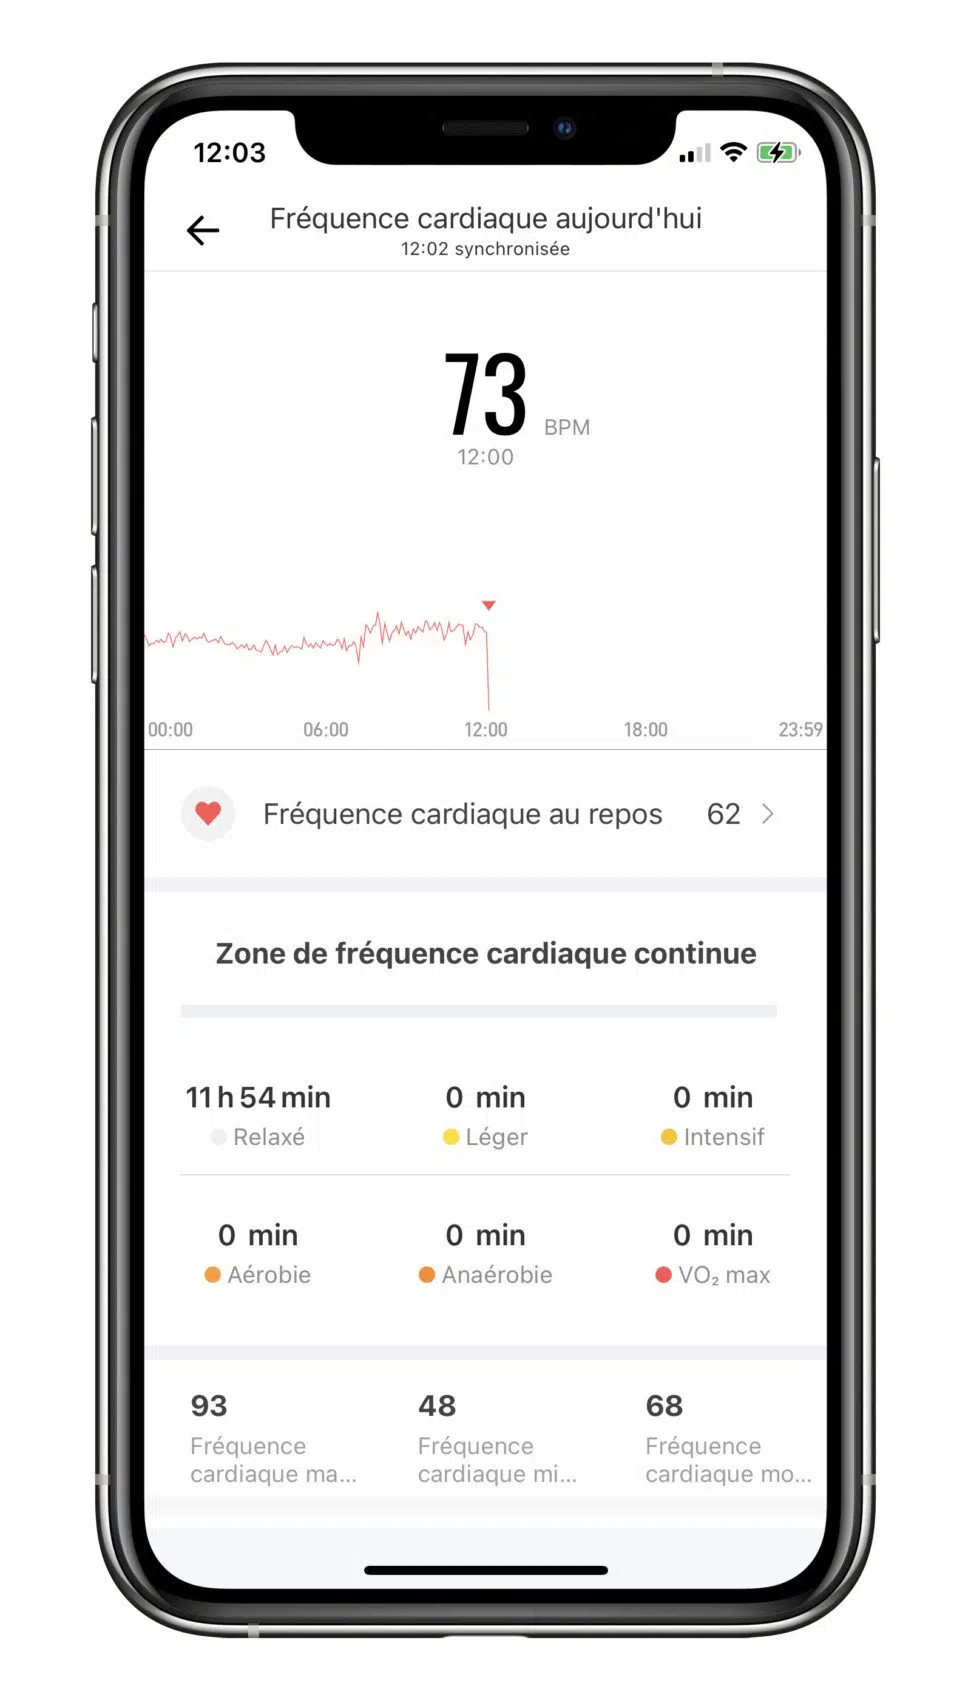 12:03
Fréquence cardiaque aujourd'hui
12:02 synchronisée
73 BPM
12:00
00:00 06:00 12:00 18:00 23:59
Fréquence cardiaque au repos 62
Zone de fréquence cardiaque continue
11 h 54 min 0 min 0 min
Relaxé Léger Intensif
0 min 0 min 0 min
Aérobie Anaérobie VO₂ max
93 48 68
Fréquence Fréquence Fréquence
cardiaque ma... cardiaque mi... cardiaque mo...